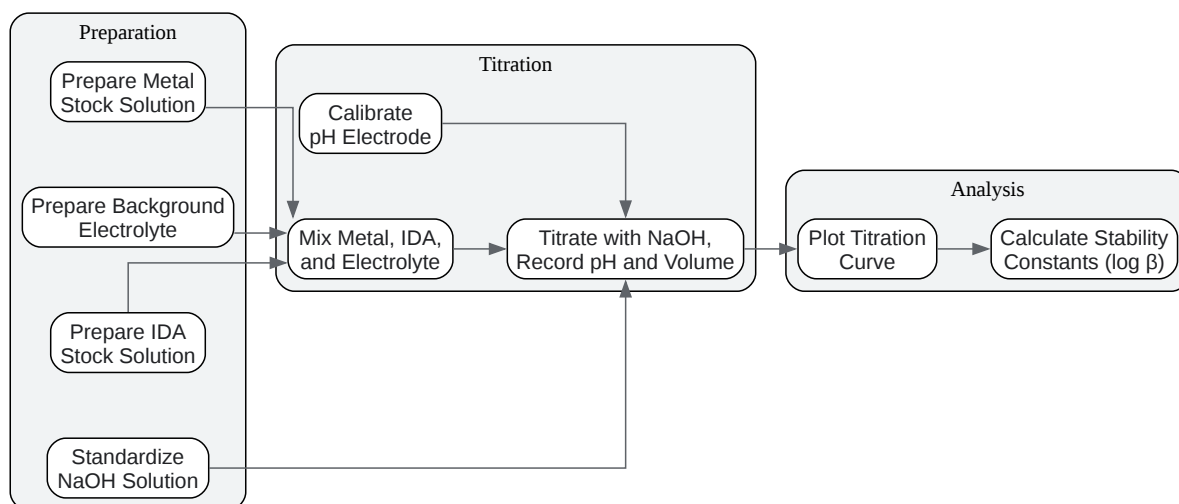 Preparation
Prepare Metal
Stock Solution
Prepare Background
Electrolyte
Prepare IDA
Stock Solution
Standardize
NaOH Solution
Titration
Calibrate
pH Electrode
Mix Metal, IDA,
and Electrolyte
Titrate with NaOH,
Record pH and Volume
Analysis
Plot Titration
Curve
Calculate Stability
Constants (log β)